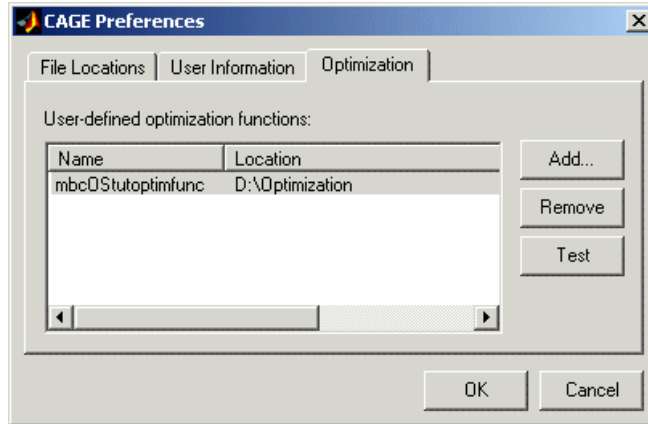 CAGE Preferences
File Locations User Information Optimization
User-defined optimization functions:
Name Location
mbcOStutoptimfunc D:\Optimization
Add...
Remove
Test
OK Cancel